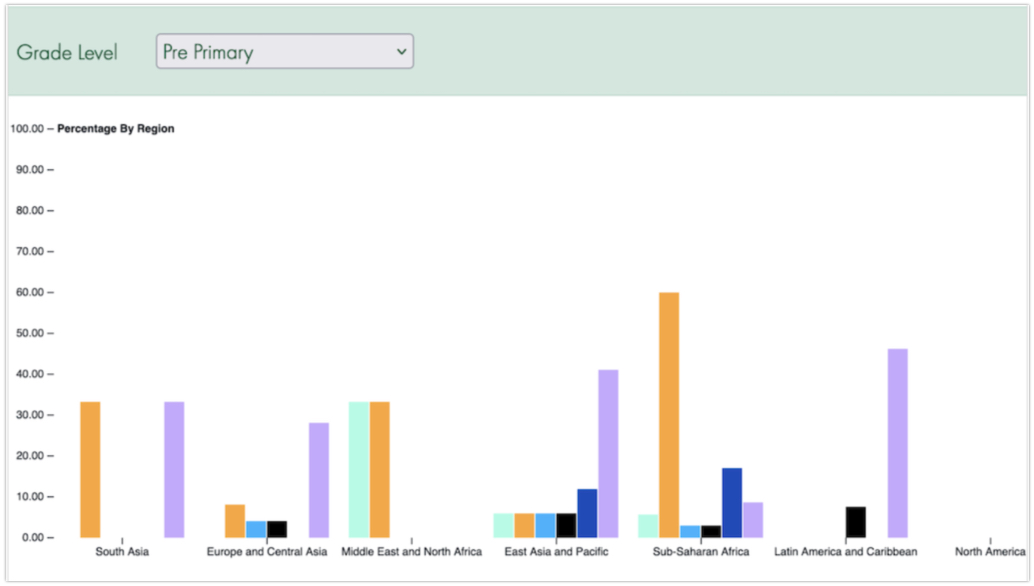 Grade Level
Pre Primary
100.00
Percentage By Region
90.00
80.00
70.00
60.00
50.00
40.00
30.00
20.00
10.00
0.00
South Asia
Europe and Central Asia
Middle East and North Africa
East Asia and Pacific
Sub-Saharan Africa
Latin America and Caribbean
North America